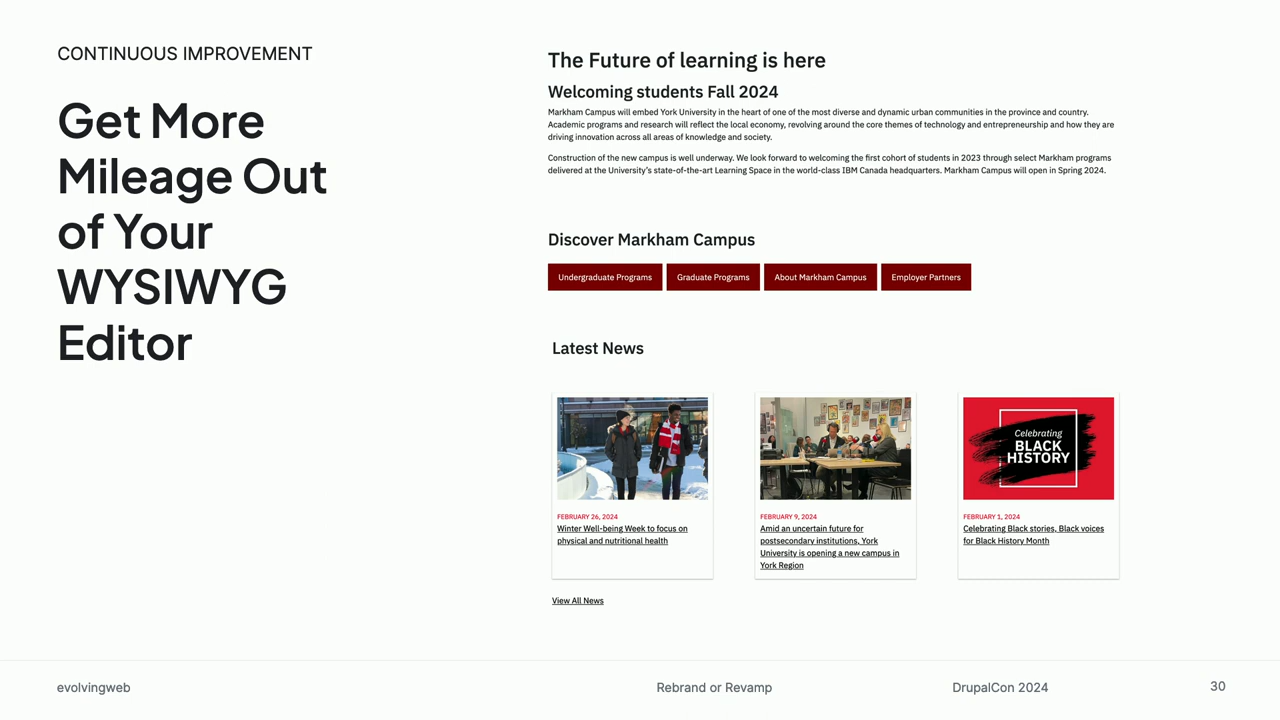 CONTINUOUS IMPROVEMENT
Get More
Mileage Out
of Your
WYSIWYG
Editor
The Future of learning is here
Welcoming students Fall 2024
Markham Campus will embed York University in the heart of one of the most diverse and dynamic urban communities in the province and country.
Academic programs and research will reflect the local economy, revolving around the core themes of technology and entrepreneurship and how they are
driving innovation across all areas of knowledge and society.
Construction of the new campus is well underway. We look forward to welcoming the first cohort of students in 2023 through select Markham programs
delivered at the University's state-of-the-art Learning Space in the world-class IBM Canada headquarters. Markham Campus will open in Spring 2024.
Discover Markham Campus
Undergraduate Programs
Graduate Programs
About Markham Campus
Employer Partners
Latest News
Celebrating
BLACK
HISTORY
FEBRUARY 26, 2024
Winter Well-being Week to focus on
physical and nutritional health
FEBRUARY 9, 2024
Amid an uncertain future for
postsecondary institutions, York
University is opening a new campus in
York Region
FEBRUARY 1, 2024
Celebrating Black stories, Black voices
for Black History Month
View All News
evolvingweb
Rebrand or Revamp
DrupalCon 2024
30